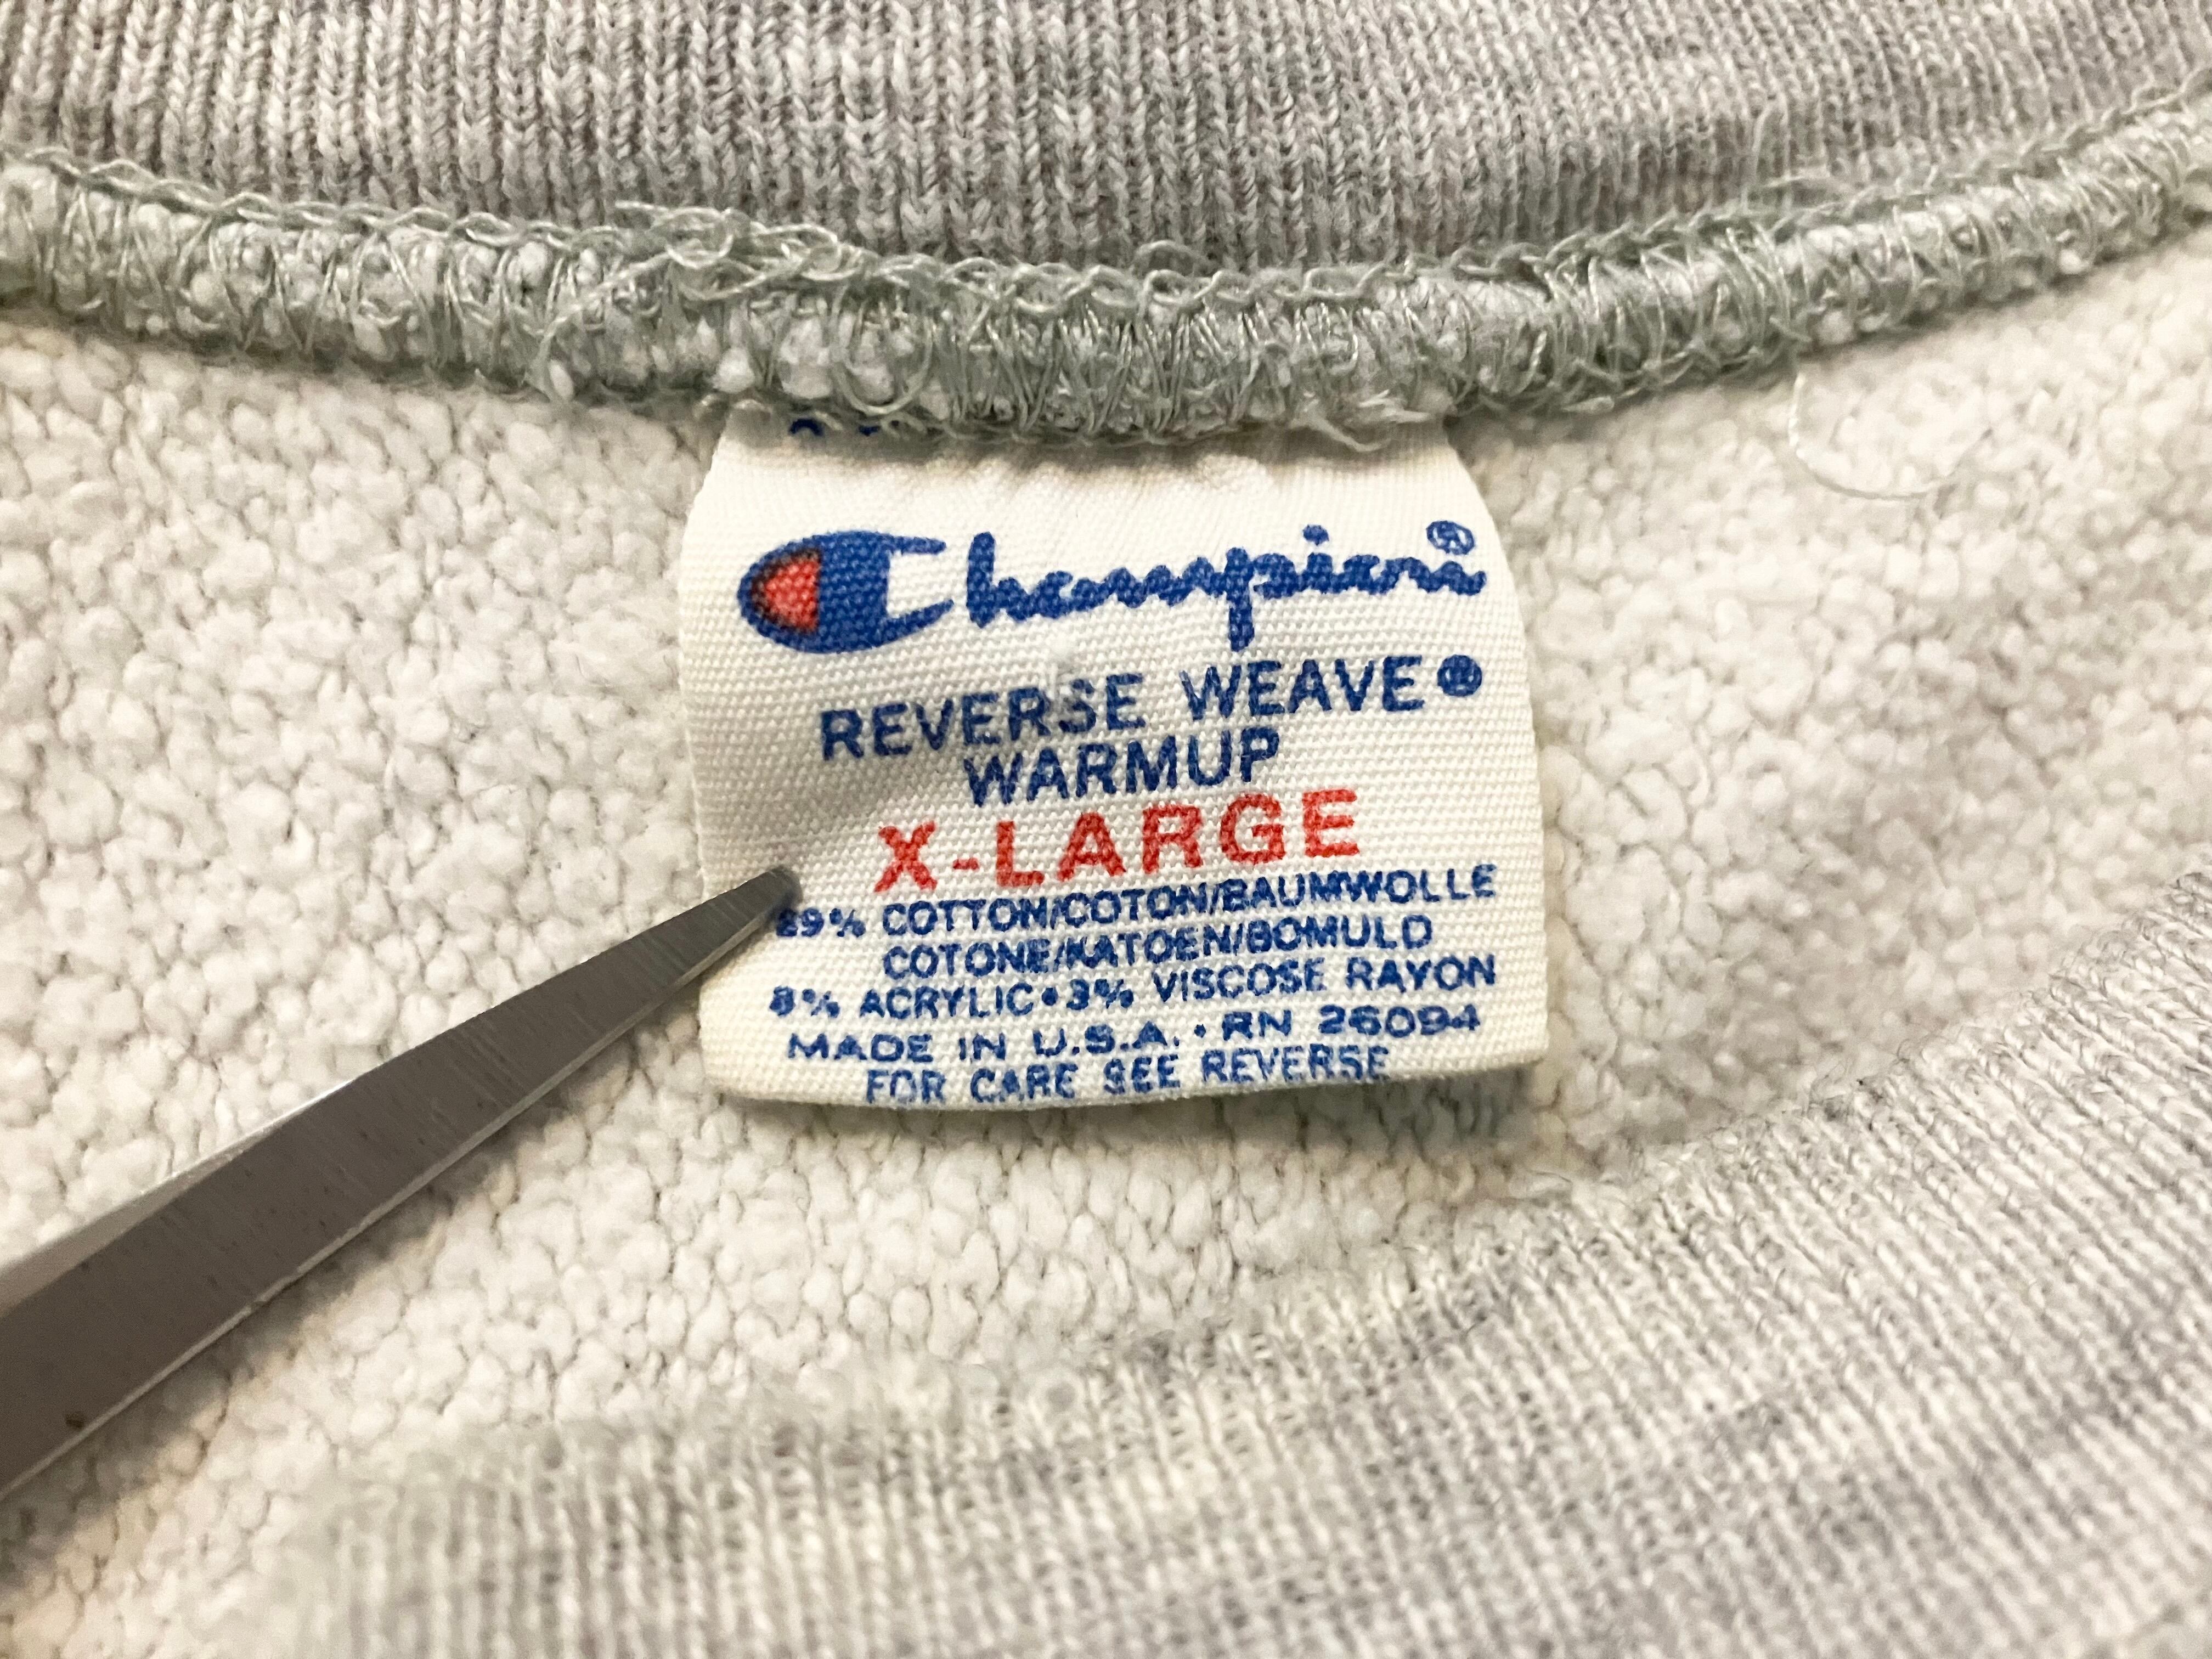 Champion®
REVERSE WEAVE®
WARMUP
X-LARGE
89% COTTON/COTON/BAUMWOLLE
COTONE/KATOEN/BOMULD
8% ACRYLIC•3% VISCOSE RAYON
MADE IN U.S.A. • RN 26094
FOR CARE SEE REVERSE